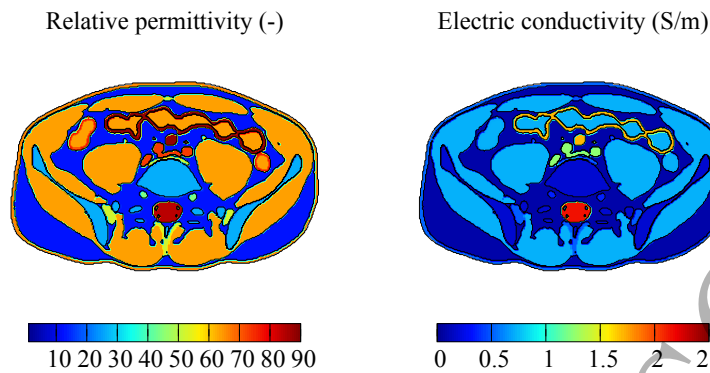 Relative permittivity (-)
Electric conductivity (S/m)
10 20 30 40 50 60 70 80 90
0 0.5 1 1.5 2 2